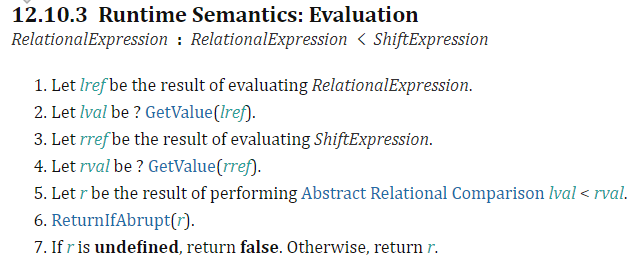 12.10.3 Runtime Semantics: Evaluation
RelationalExpression : RelationalExpression < ShiftExpression
1. Let lref be the result of evaluating RelationalExpression.
2. Let lval be ? GetValue(lref).
3. Let rref be the result of evaluating ShiftExpression.
4. Let rval be ? GetValue(rref).
5. Let r be the result of performing Abstract Relational Comparison lval < rval.
6. ReturnIfAbrupt(r).
7. If r is undefined, return false. Otherwise, return r.